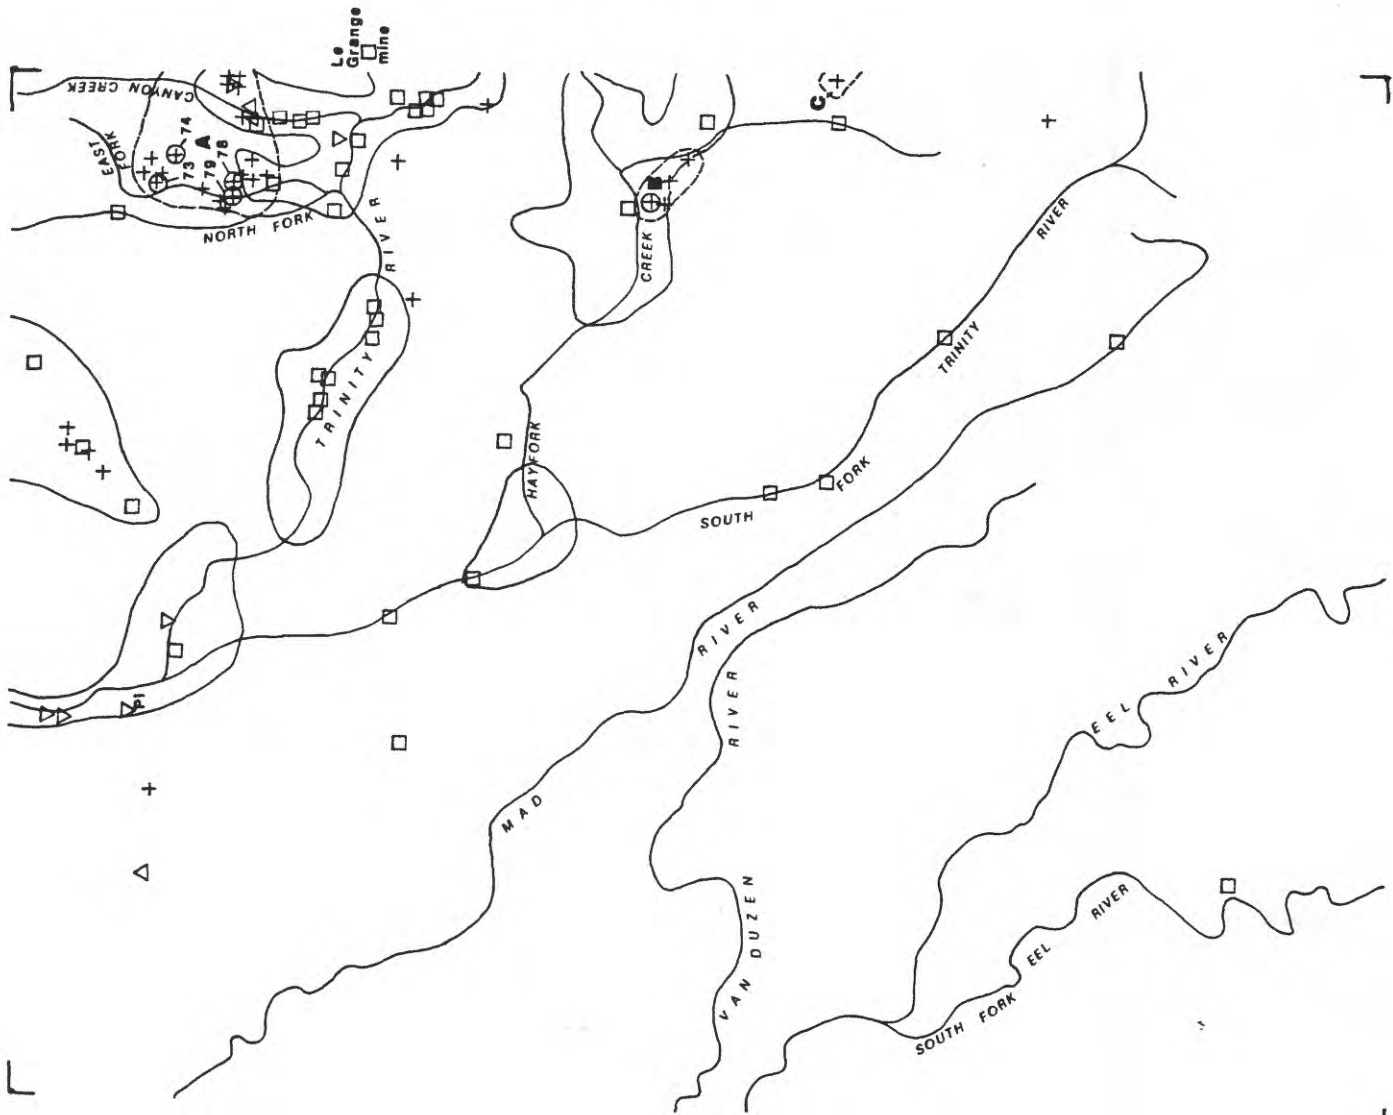 Le
Grange
mine
CANYON CREEK
EAST
FORK
73
74
A
79
78
NORTH FORK
RIVER
TRINITY
C
B
CREEK
HAYFORK
RIVER
TRINITY
FORK
SOUTH
PI
RIVER
MAD
RIVER
VAN DUZEN
EEL RIVER
RIVER
EEL
SOUTH FORK